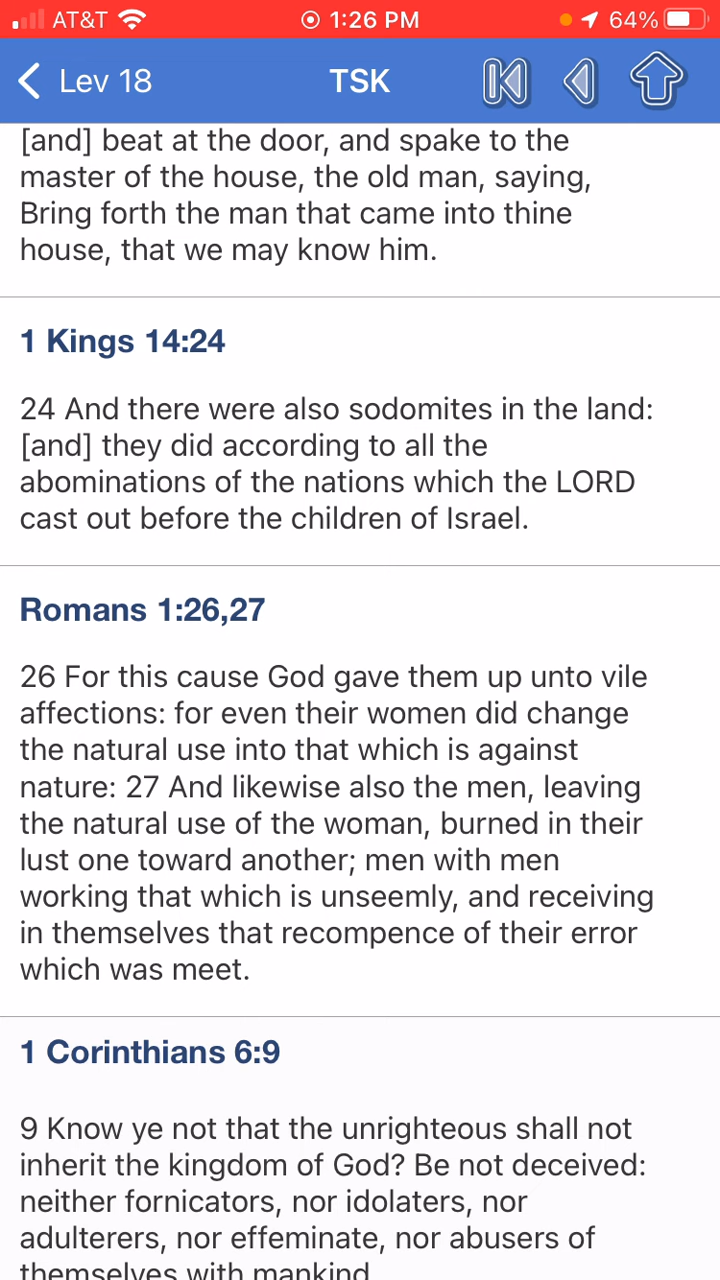 AT&T 1:26 PM 64%
Lev 18 TSK
[and] beat at the door, and spake to the
master of the house, the old man, saying,
Bring forth the man that came into thine
house, that we may know him.
1 Kings 14:24
24 And there were also sodomites in the land:
[and] they did according to all the
abominations of the nations which the LORD
cast out before the children of Israel.
Romans 1:26,27
26 For this cause God gave them up unto vile
affections: for even their women did change
the natural use into that which is against
nature: 27 And likewise also the men, leaving
the natural use of the woman, burned in their
lust one toward another; men with men
working that which is unseemly, and receiving
in themselves that recompence of their error
which was meet.
1 Corinthians 6:9
9 Know ye not that the unrighteous shall not
inherit the kingdom of God? Be not deceived:
neither fornicators, nor idolaters, nor
adulterers, nor effeminate, nor abusers of
themselves with mankind